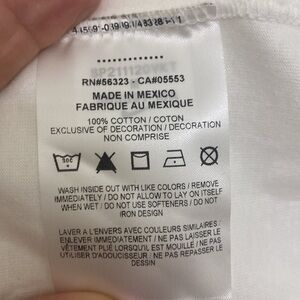 RN#56323 - CA#05553
MADE IN MEXICO
FABRIQUE AU MEXIQUE
100% COTTON / COTON
EXCLUSIVE OF DECORATION / DECORATION
NON COMPRISE
WASH INSIDE OUT WITH LIKE COLORS / REMOVE
IMMEDIATELY / DO NOT ALLOW TO LAY ON ITSELF
WHEN WET / DO NOT USE SOFTENERS / DO NOT
IRON DESIGN
LAVER A L'ENVERS AVEC COULEURS SIMILAIRES
ENLEVER IMMEDIATEMENT / NE PAS LAISSER LE
VÊTEMENT PLIE LORSQU'IL EST MOUILLE / NE PAS
UTILISER D'ADOUCISSEUR : NE PAS REPASSER LE
DESSIN